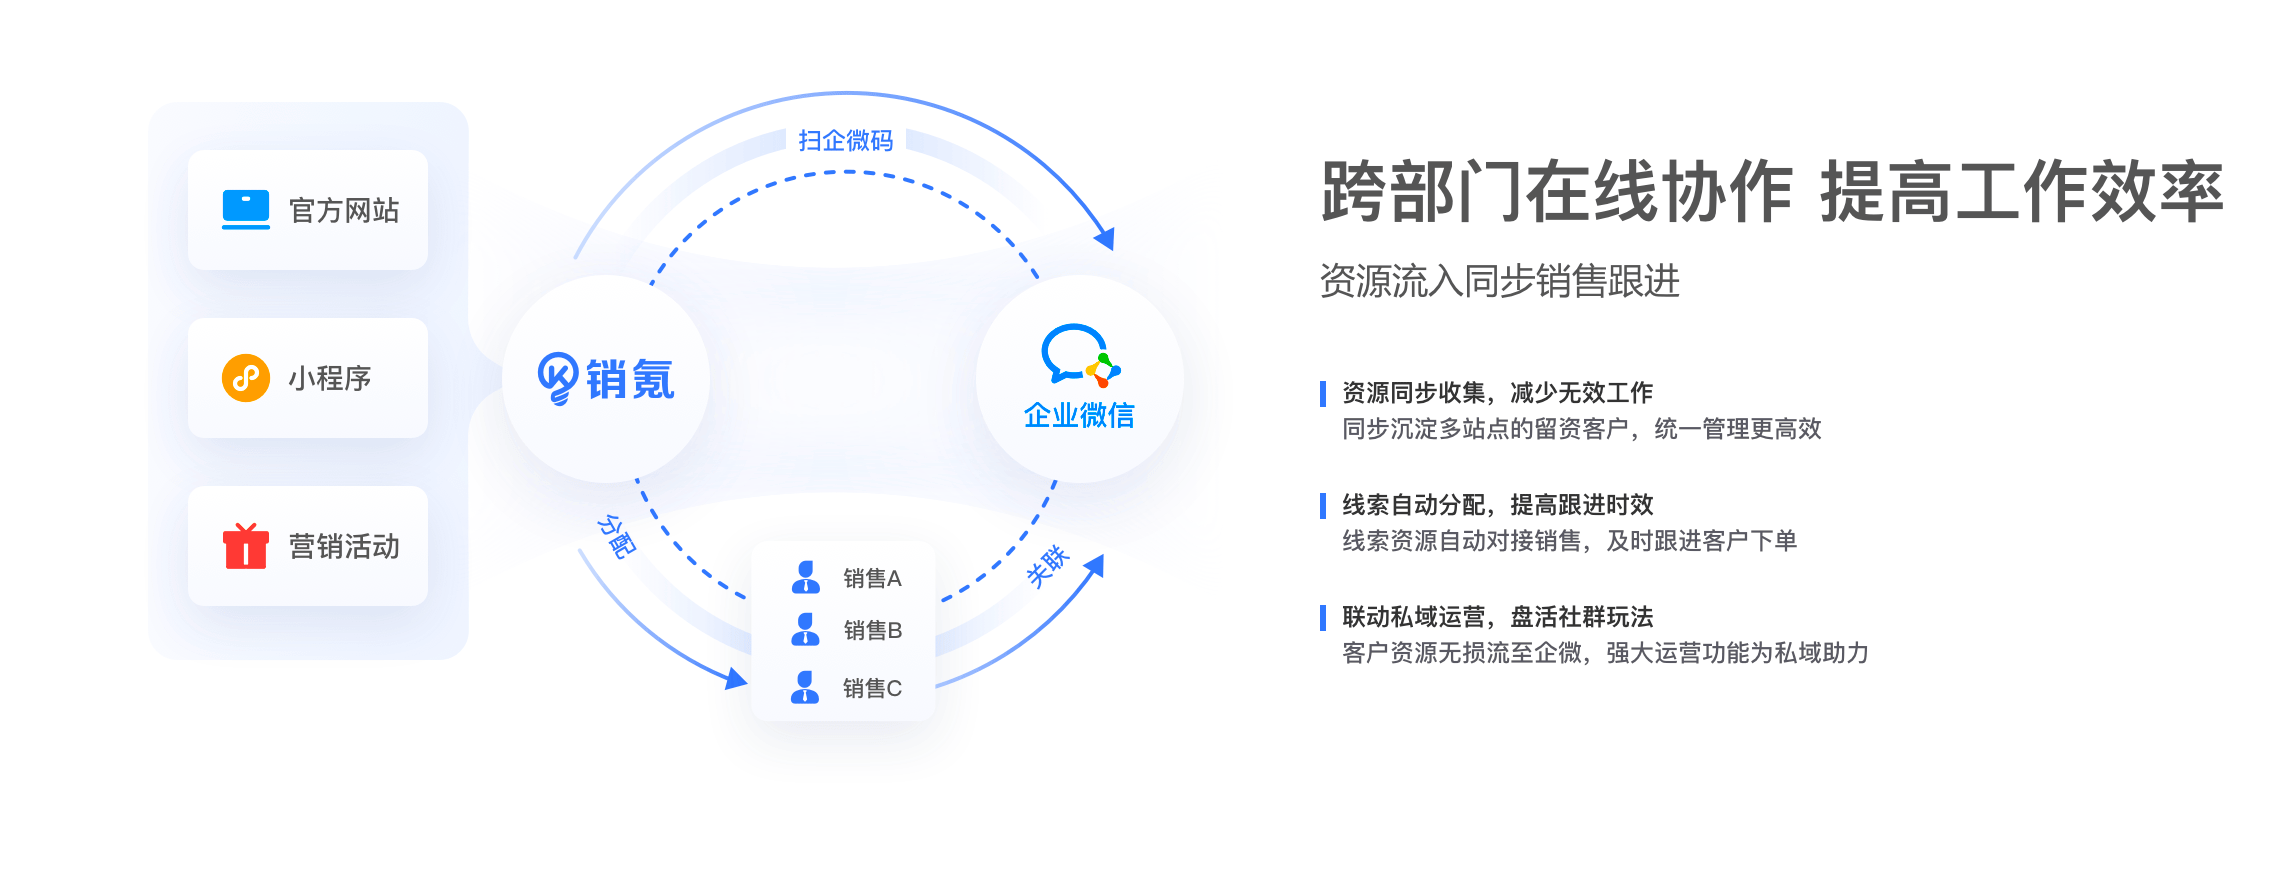 官方网站
小程序
营销活动
扫企微码
销氪
企业微信
分配
关联
销售A
销售B
销售C
跨部门在线协作 提高工作效率
资源流入同步销售跟进
资源同步收集，减少无效工作
同步沉淀多站点的留资客户，统一管理更高效
线索自动分配，提高跟进时效
线索资源自动对接销售，及时跟进客户下单
联动私域运营，盘活社群玩法
客户资源无损流至企微，强大运营功能为私域助力